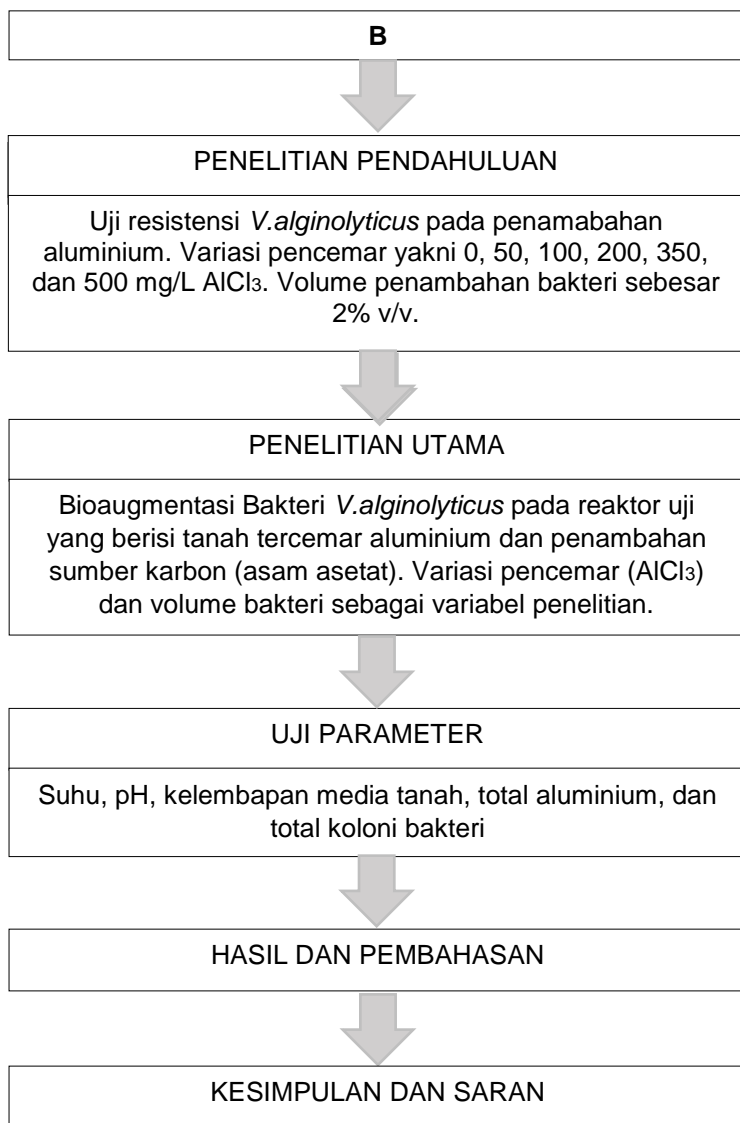 B
PENELITIAN PENDAHULUAN
Uji resistensi V.alginolyticus pada penamabahan
aluminium. Variasi pencemar yakni 0, 50, 100, 200, 350,
dan 500 mg/L AlCl₃. Volume penambahan bakteri sebesar
2% v/v.
PENELITIAN UTAMA
Bioaugmentasi Bakteri V.alginolyticus pada reaktor uji
yang berisi tanah tercemar aluminium dan penambahan
sumber karbon (asam asetat). Variasi pencemar (AlCl₃)
dan volume bakteri sebagai variabel penelitian.
UJI PARAMETER
Suhu, pH, kelembapan media tanah, total aluminium, dan
total koloni bakteri
HASIL DAN PEMBAHASAN
KESIMPULAN DAN SARAN